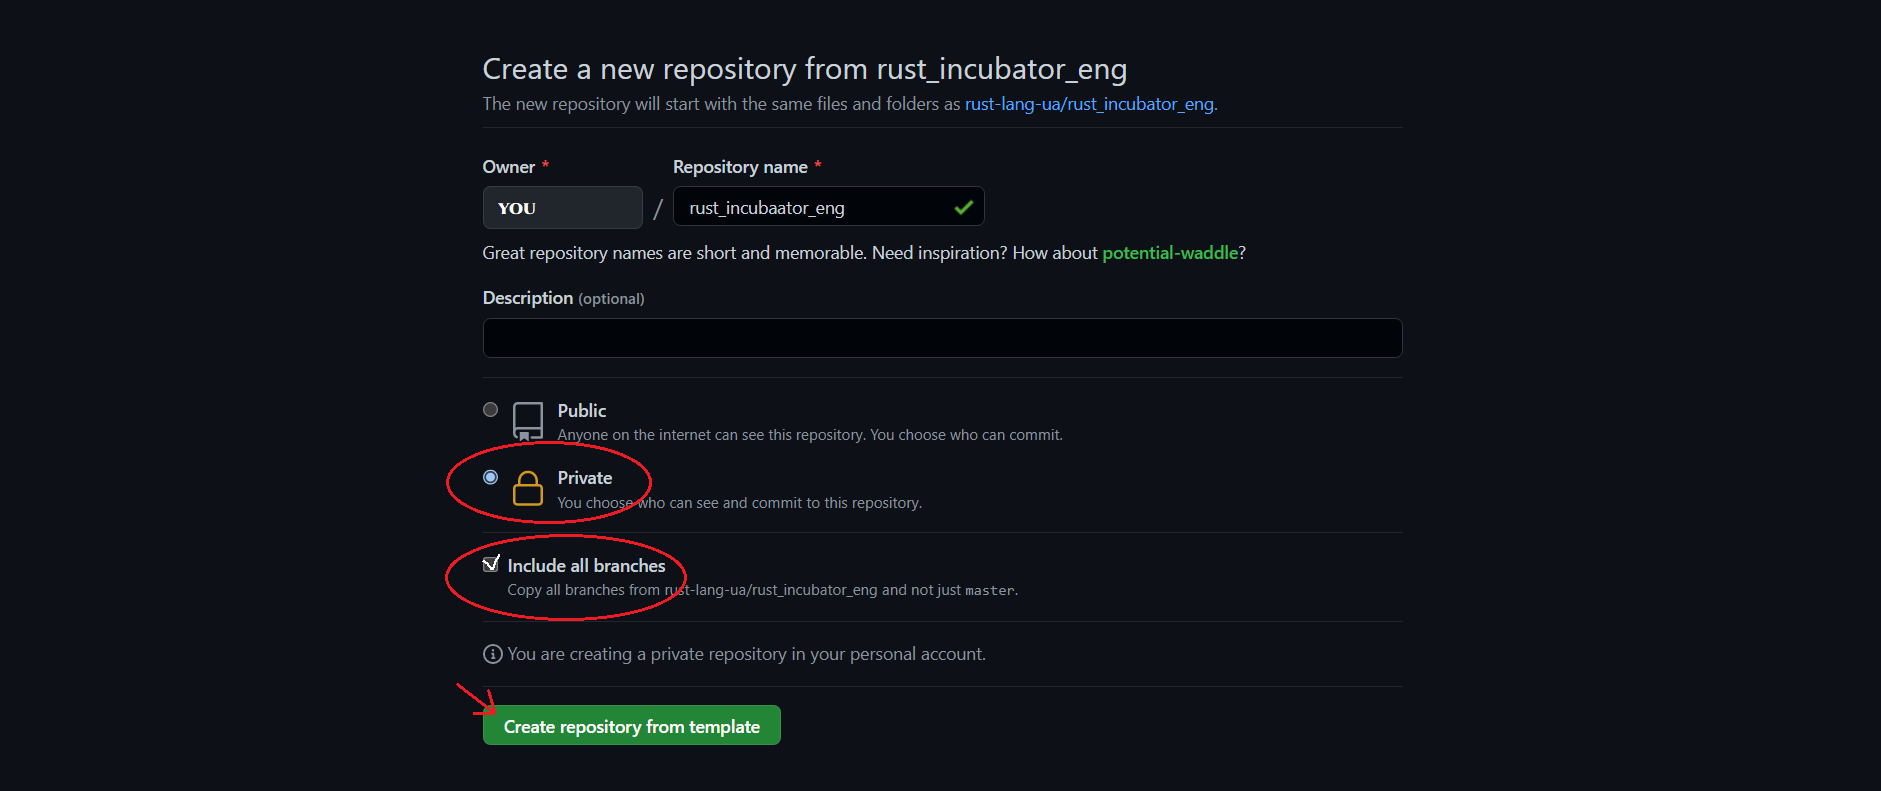 Create a new repository from rust_incubator_eng
The new repository will start with the same files and folders as rust-lang-ua/rust_incubator_eng.
Owner * Repository name *
YOU / rust_incubaator_eng
Great repository names are short and memorable. Need inspiration? How about potential-waddle?
Description (optional)
Public
Anyone on the internet can see this repository. You choose who can commit.
Private
You choose who can see and commit to this repository.
Include all branches
Copy all branches from rust-lang-ua/rust_incubator_eng and not just master.
You are creating a private repository in your personal account.
Create repository from template